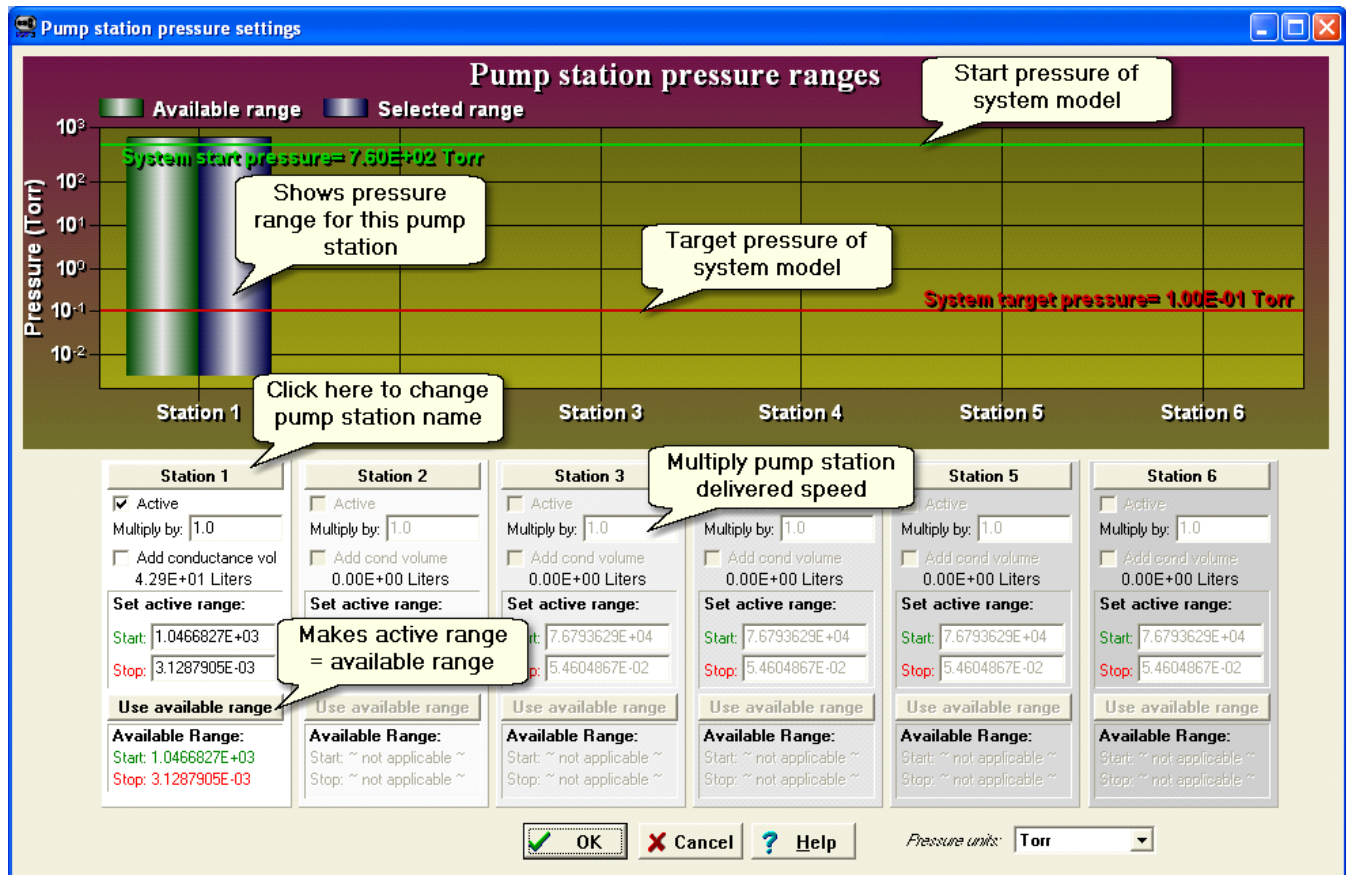 Pump station pressure settings
Pump station pressure ranges
Start pressure of
system model
Available range
Selected range
Pressure (Torr)
10³
10²
10¹
10⁰
10⁻¹
10⁻²
System start pressure= 7.60E+02 Torr
Shows pressure
range for this pump
station
Target pressure of
system model
System target pressure= 1.00E-01 Torr
Click here to change
pump station name
Station 1
Station 3
Station 4
Station 5
Station 6
Multiply pump station
delivered speed
Station 1
Active
Multiply by: 1.0
Add conductance vol
4.29E+01 Liters
Set active range:
Start: 1.0466827E+03
Stop: 3.1287905E-03
Use available range
Available Range:
Start: 1.0466827E+03
Stop: 3.1287905E-03
Makes active range
= available range
Station 2
Active
Multiply by: 1.0
Add cond volume
0.00E+00 Liters
Set active range:
Use available range
Available Range:
Start: ~ not applicable ~
Stop: ~ not applicable ~
Station 3
Active
Multiply by: 1.0
Add cond volume
0.00E+00 Liters
Set active range:
7.6793629E+04
5.4604867E-02
Use available range
Available Range:
Start: ~ not applicable ~
Stop: ~ not applicable ~
Multiply by: 1.0
Add cond volume
0.00E+00 Liters
Set active range:
Start: 7.6793629E+04
Stop: 5.4604867E-02
Use available range
Available Range:
Start: ~ not applicable ~
Stop: ~ not applicable ~
Station 5
Active
Multiply by: 1.0
Add cond volume
0.00E+00 Liters
Set active range:
Start: 7.6793629E+04
Stop: 5.4604867E-02
Use available range
Available Range:
Start: ~ not applicable ~
Stop: ~ not applicable ~
Station 6
Active
Multiply by: 1.0
Add cond volume
0.00E+00 Liters
Set active range:
Start: 7.6793629E+04
Stop: 5.4604867E-02
Use available range
Available Range:
Start: ~ not applicable ~
Stop: ~ not applicable ~
OK
Cancel
Help
Pressure units: Torr